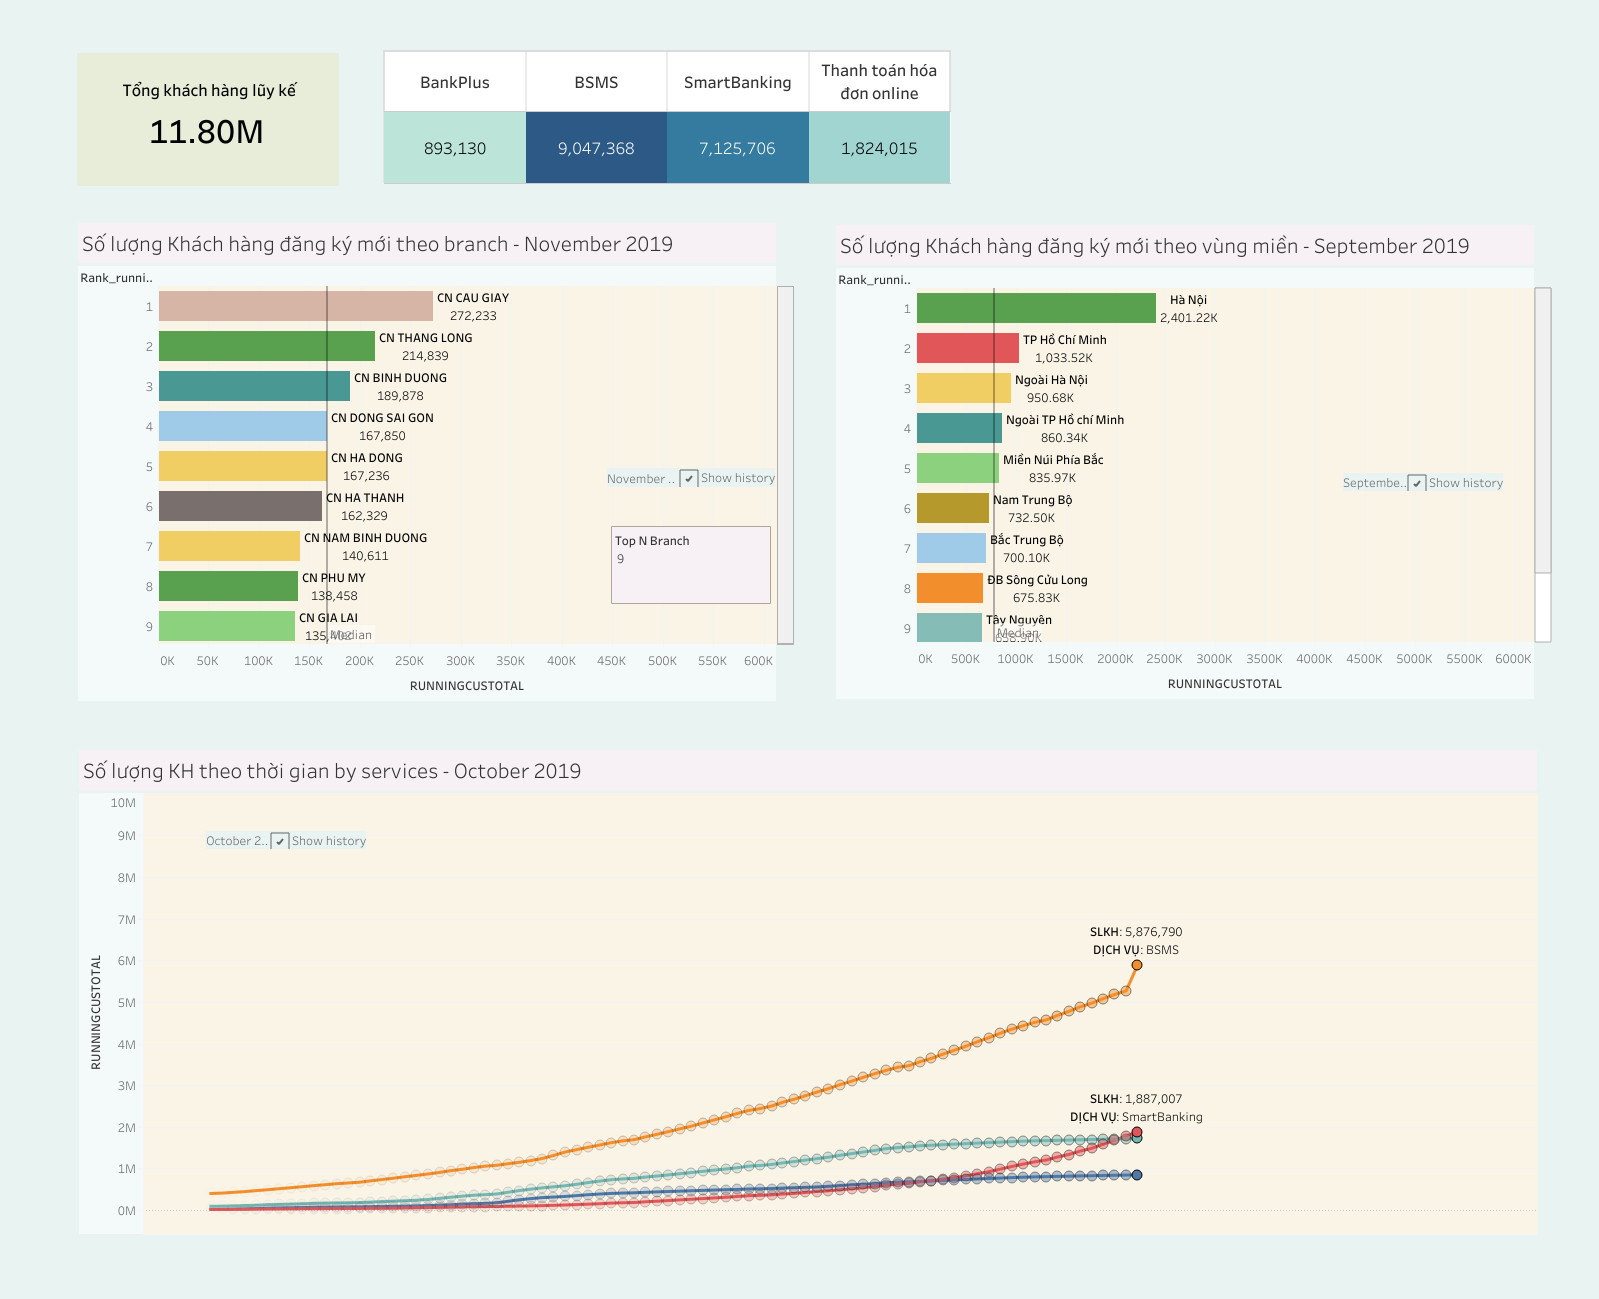 Tổng khách hàng lũy kế
11.80M
BankPlus
BSMS
SmartBanking
Thanh toán hóa
đơn online
893,130
9,047,368
7,125,706
1,824,015
Số lượng Khách hàng đăng ký mới theo branch - November 2019
Rank_runni..
1
CN CAU GIAY
272,233
2
CN THANG LONG
214,839
3
CN BINH DUONG
189,878
4
CN DONG SAI GON
167,850
5
CN HA DONG
167,236
6
CN HA THANH
162,329
7
CN NAM BINH DUONG
140,611
8
CN PHU MY
138,458
9
CN GIA LAI
Median
November .. Show history
Top N Branch
9
0K 50K 100K 150K 200K 250K 300K 350K 400K 450K 500K 550K 600K
RUNNINGCUSTOTAL
Số lượng Khách hàng đăng ký mới theo vùng miền - September 2019
Rank_runni..
1
Hà Nội
2,401.22K
2
TP Hồ Chí Minh
1,033.52K
3
Ngoài Hà Nội
950.68K
4
Ngoài TP Hồ chí Minh
860.34K
5
Miền Núi Phía Bắc
835.97K
6
Nam Trung Bộ
732.50K
7
Bắc Trung Bộ
700.10K
8
ĐB Sông Cửu Long
675.83K
9
Tây Nguyên
Median
Septembe.. Show history
0K 500K 1000K 1500K 2000K 2500K 3000K 3500K 4000K 4500K 5000K 5500K 6000K
RUNNINGCUSTOTAL
Số lượng KH theo thời gian by services - October 2019
October 2.. Show history
10M
9M
8M
7M
6M
5M
4M
3M
2M
1M
0M
RUNNINGCUSTOTAL
SLKH: 5,876,790
DỊCH VỤ: BSMS
SLKH: 1,887,007
DỊCH VỤ: SmartBanking